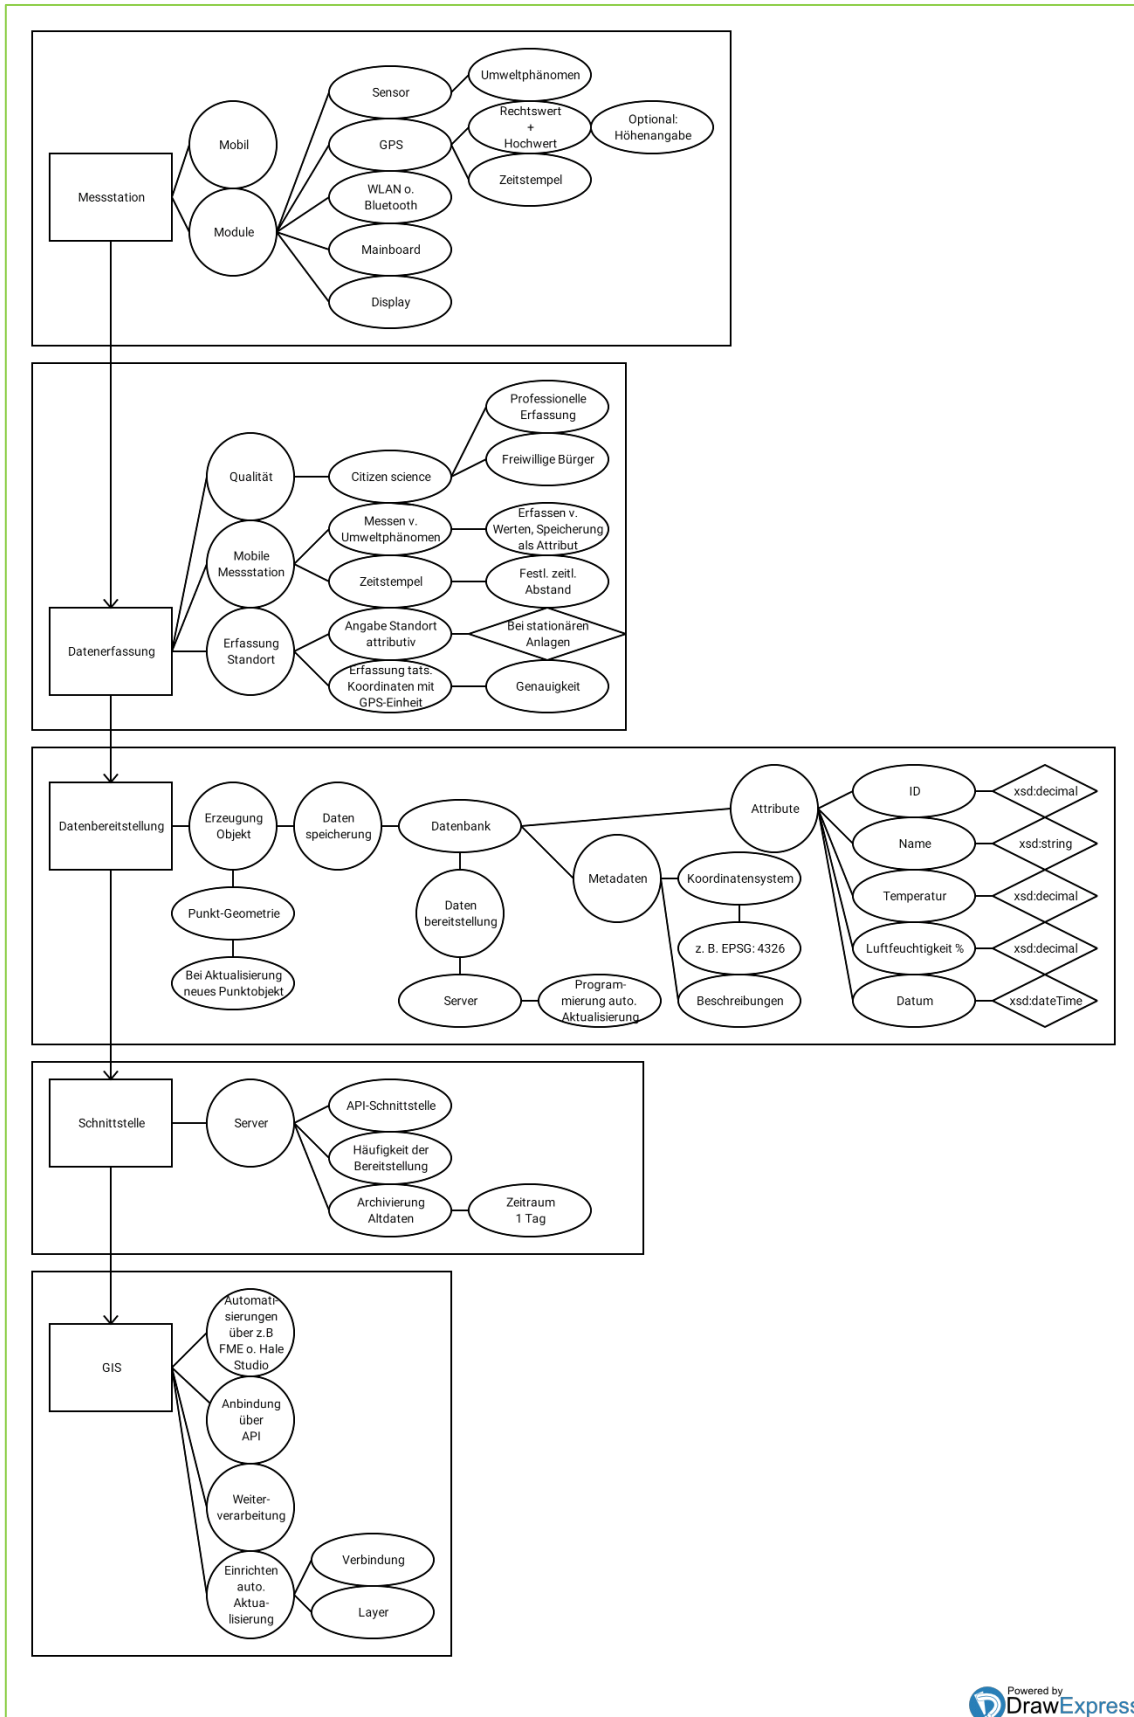 Messstation
Mobil
Module
Sensor
GPS
WLAN o.
Bluetooth
Mainboard
Display
Umweltphänomen
Rechtswert
+
Hochwert
Zeitstempel
Optional:
Höhenangabe
Datenerfassung
Qualität
Mobile
Messstation
Erfassung
Standort
Citizen science
Messen v.
Umweltphänomen
Zeitstempel
Angabe Standort
attributiv
Erfassung tats.
Koordinaten mit
GPS-Einheit
Professionelle
Erfassung
Freiwillige Bürger
Erfassen v.
Werten, Speicherung
als Attribut
Festl. zeitl.
Abstand
Bei stationären
Anlagen
Genauigkeit
Datenbereitstellung
Erzeugung
Objekt
Punkt-Geometrie
Bei Aktualisierung
neues Punktobjekt
Daten
speicherung
Datenbank
Daten
bereitstellung
Server
Program-
mierung auto.
Aktualisierung
Metadaten
Koordinatensystem
z. B. EPSG: 4326
Beschreibungen
Attribute
ID
Name
Temperatur
Luftfeuchtigkeit %
Datum
xsd:decimal
xsd:string
xsd:decimal
xsd:decimal
xsd:dateTime
Schnittstelle
Server
API-Schnittstelle
Häufigkeit der
Bereitstellung
Archivierung
Altdaten
Zeitraum
1 Tag
GIS
Automati-
sierungen
über z.B
FME o. Hale
Studio
Anbindung
über
API
Weiter-
verarbeitung
Einrichten
auto.
Aktua-
lisierung
Verbindung
Layer
Powered by
DrawExpress